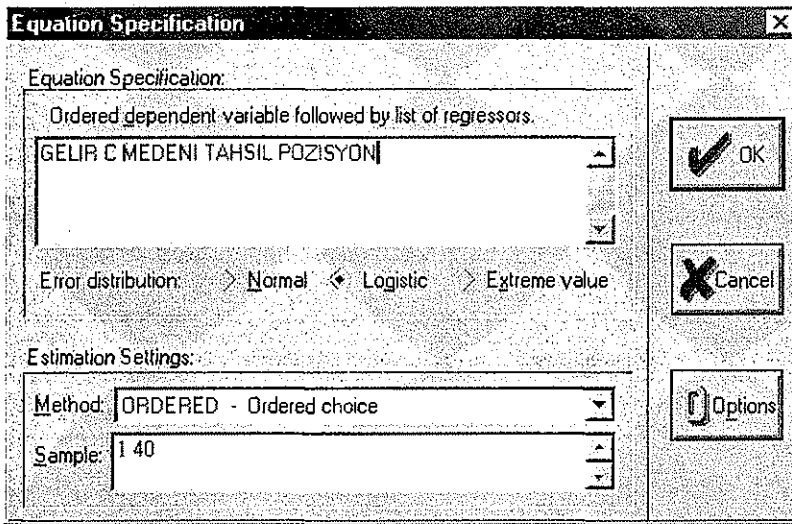 Equation Specification
Equation Specification:
Ordered dependent variable followed by list of regressors.
GELIR C MEDENI TAHSIL POZISYON
Error distribution: Normal Logistic Extreme value
Estimation Settings:
Method: ORDERED - Ordered choice
Sample: 1 40
OK
Cancel
Options